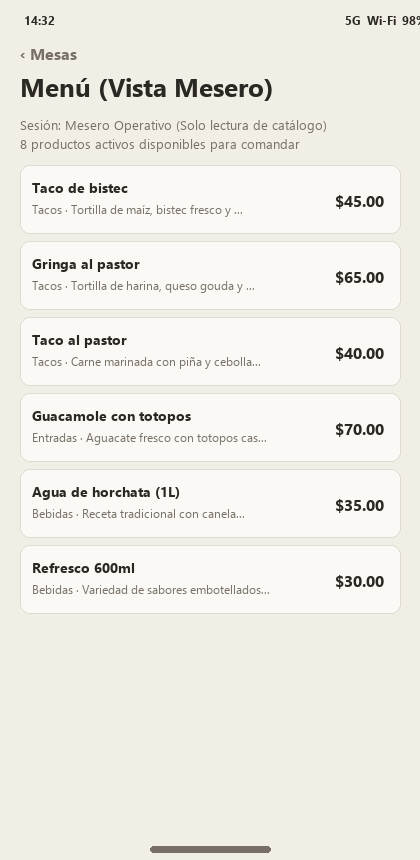 14:32 5G Wi-Fi 98%
‹ Mesas
Menú (Vista Mesero)
Sesión: Mesero Operativo (Solo lectura de catálogo)
8 productos activos disponibles para comandar
Taco de bistec
Tacos · Tortilla de maíz, bistec fresco y ...
$45.00
Gringa al pastor
Tacos · Tortilla de harina, queso gouda y ...
$65.00
Taco al pastor
Tacos · Carne marinada con piña y cebolla...
$40.00
Guacamole con totopos
Entradas · Aguacate fresco con totopos cas...
$70.00
Agua de horchata (1L)
Bebidas · Receta tradicional con canela...
$35.00
Refresco 600ml
Bebidas · Variedad de sabores embotellados...
$30.00